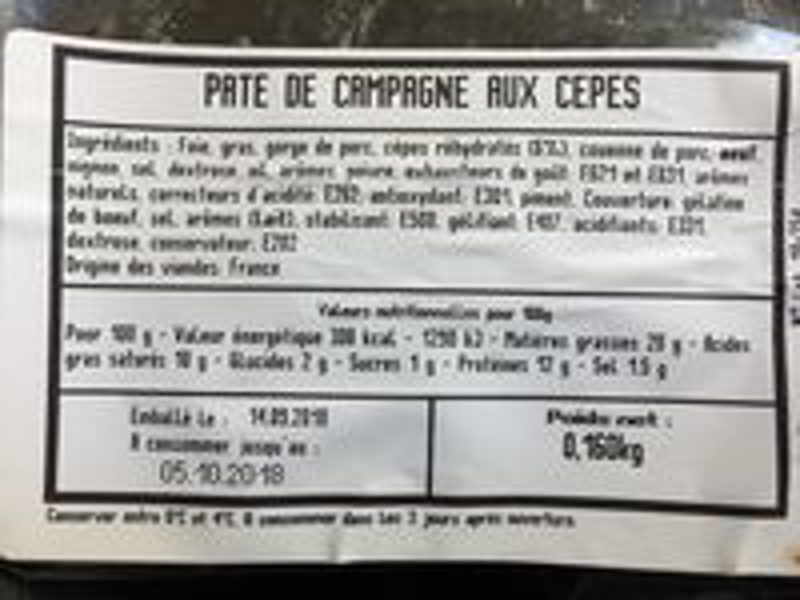 PATE DE CAMPAGNE AUX CEPES
Ingrédients : Foie, gras, gorge de porc, cèpes réhydratés couenne de porc, oeuf,
oignon, sel, dextrose, ail, arômes, poivre, exhausteurs de goût: E621 et E631, arômes
naturels, correcteurs d'acidité: E262, antioxydant: E301, piment. Couverture: gélatine
de boeuf, sel, arômes (Lait), stabilisant: E508, gélifiant: E407, acidifiants: E331,
dextrose, conservateur: E202
Origine des viandes: France
Valeurs nutritionnelles pour 100g
Pour 100 g - Valeur énergétique kcal - kJ - Matières grasses g - Acides
gras saturés 10 g - Glucides 2 g - Sucres 1 g - Protéines 12 g - Sel 1.5 g
Emballé Le : 14.09.2018
A consommer jusqu'au :
05.10.2018
Poids net :
0,160kg
Conserver entre 0°C et 4°C. A consommer dans les 3 jours après ouverture.